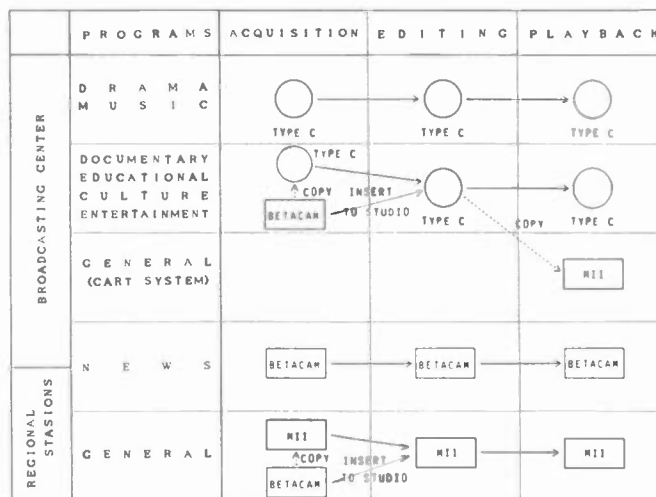 PROGRAMS ACQUISITION EDITING PLAYBACK
BROADCASTING CENTER
DRAMA
MUSIC
TYPE C TYPE C TYPE C
DOCUMENTARY
EDUCATIONAL
CULTURE
ENTERTAINMENT
TYPE C
COPY INSERT
BETACAM TO STUDIO
TYPE C COPY TYPE C
GENERAL
(CART SYSTEM)
MII
NEWS
BETACAM BETACAM BETACAM
REGIONAL
STASIONS
GENERAL
MII MII MII
COPY INSERT
BETACAM TO STUDIO